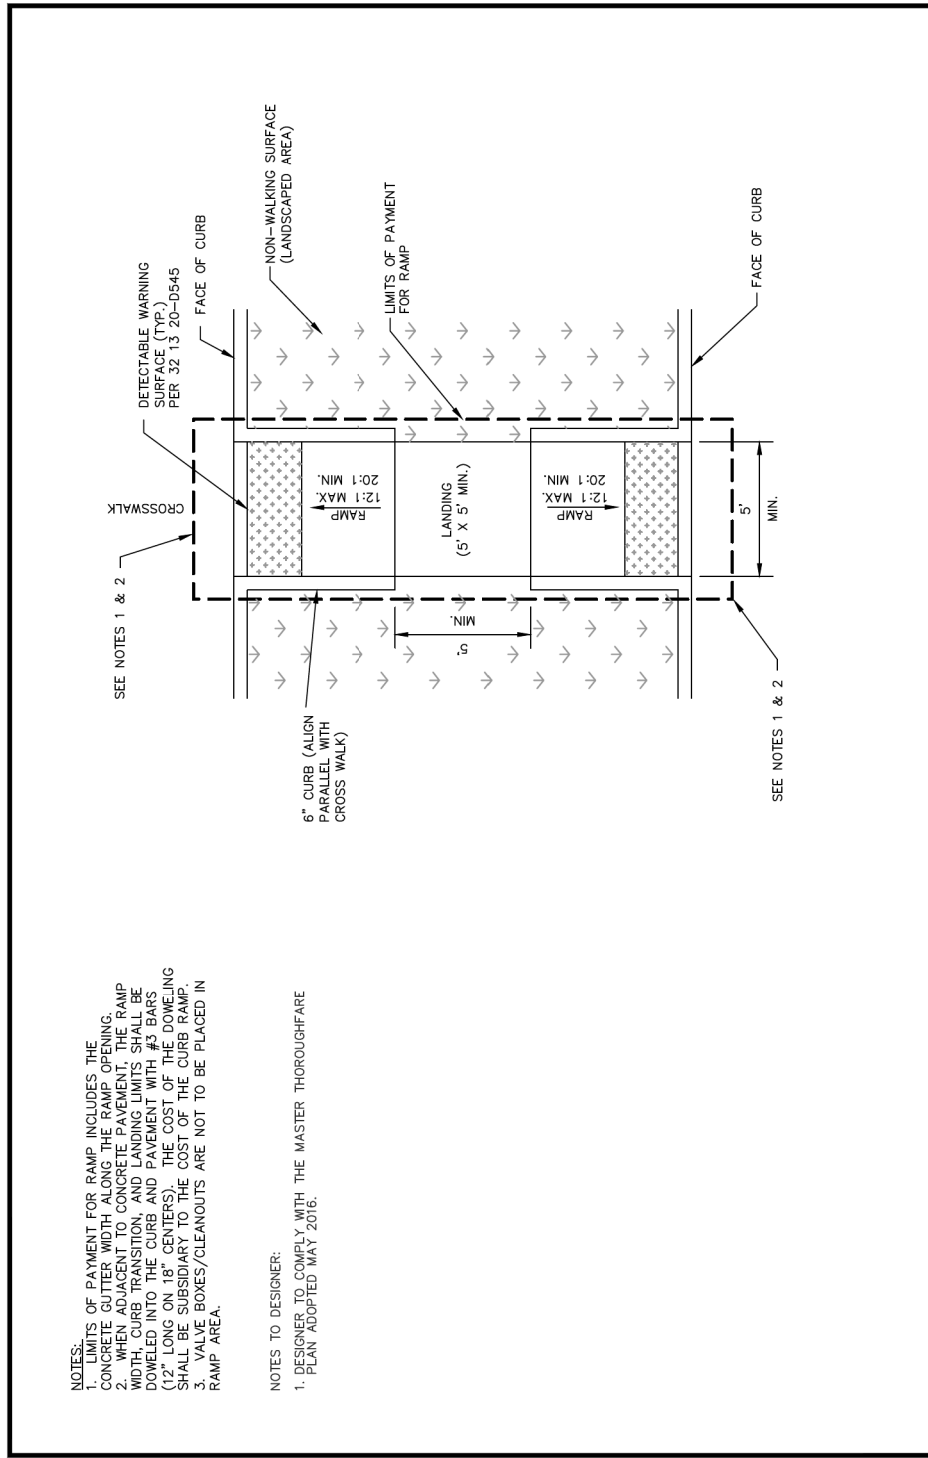 NOTES:
1. LIMITS OF PAYMENT FOR RAMP INCLUDES THE
CONCRETE GUTTER WIDTH ALONG THE RAMP OPENING.
2. WHEN ADJACENT TO CONCRETE PAVEMENT, THE RAMP
WIDTH, CURB TRANSITION, AND LANDING LIMITS SHALL BE
DOWELED INTO THE CURB AND PAVEMENT WITH #3 BARS
(12" LONG ON 18" CENTERS). THE COST OF THE DOWELING
SHALL BE SUBSIDIARY TO THE COST OF THE CURB RAMP.
3. VALVE BOXES/CLEANOUTS ARE NOT TO BE PLACED IN
RAMP AREA.
NOTES TO DESIGNER:
1. DESIGNER TO COMPLY WITH THE MASTER THOROUGHFARE
PLAN ADOPTED MAY 2016.
SEE NOTES 1 & 2
CROSSWALK
DETECTABLE WARNING
SURFACE (TYP.)
PER 32 13 20-D545
FACE OF CURB
NON-WALKING SURFACE
(LANDSCAPED AREA)
6" CURB (ALIGN
PARALLEL WITH
CROSS WALK)
RAMP
12:1 MAX.
20:1 MIN.
LIMITS OF PAYMENT
FOR RAMP
5'
MIN.
LANDING
(5' X 5' MIN.)
RAMP
12:1 MAX.
20:1 MIN.
5'
MIN.
FACE OF CURB
SEE NOTES 1 & 2